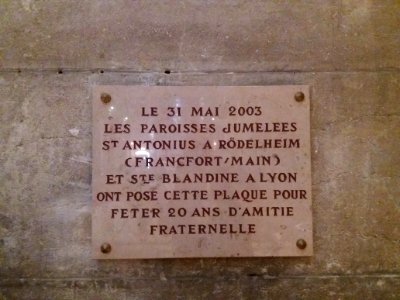 LE 31 MAI 2003
LES PAROISSES JUMELEES
ST ANTONIUS A RÖDELHEIM
(FRANCFORT/MAIN)
ET STE BLANDINE A LYON
ONT POSE CETTE PLAQUE POUR
FETER 20 ANS D'AMITIE
FRATERNELLE